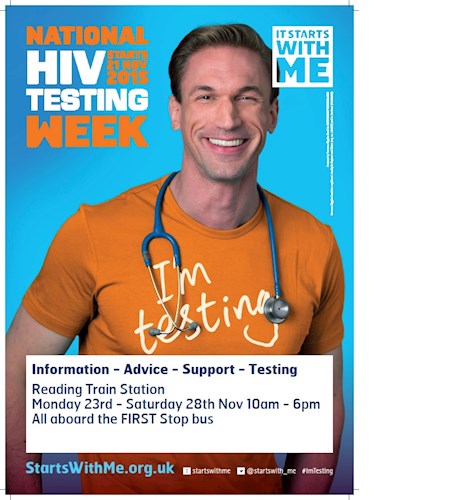 NATIONAL
HIV STARTS 21 NOV 2015
TESTING
WEEK
IT STARTS
WITH
ME
I'm
testing
Information - Advice - Support - Testing
Reading Train Station
Monday 23rd - Saturday 28th Nov 10am - 6pm
All aboard the FIRST Stop bus
StartsWithMe.org.uk startswithme @startswith_me #ImTesting